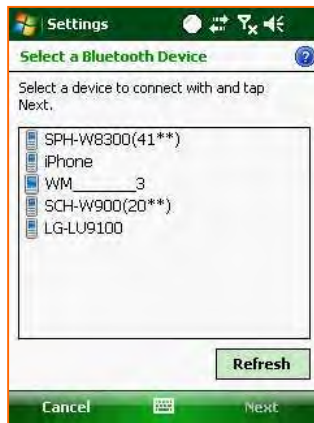 Settings
Select a Bluetooth Device
Select a device to connect with and tap
Next.
SPH-W8300(41**)
iPhone
WM______3
SCH-W900(20**)
LG-LU9100
Refresh
Cancel
Next